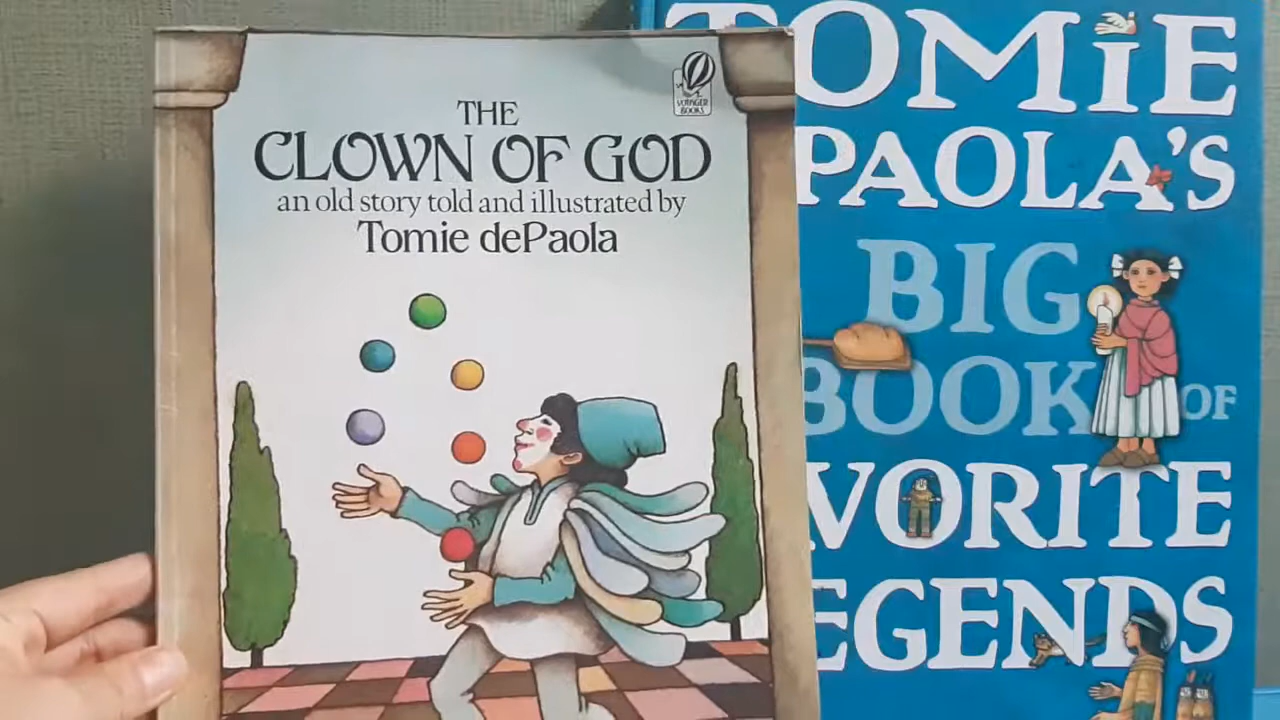 THE
CLOWN OF GOD
an old story told and illustrated by
Tomie dePaola
VOYAGER
BOOKS
TOMiE
PAOLA'S
BIG
BOOK OF
VORITE
EGENDS